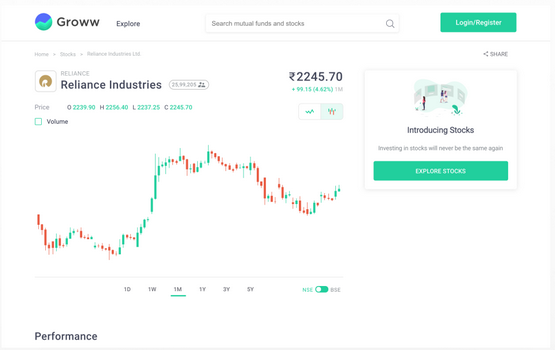 Groww
Explore
Search mutual funds and stocks
Login/Register
Home > Stocks > Reliance Industries Ltd.
SHARE
RELIANCE
Reliance Industries
25,99,205
₹2245.70
+ 99.15 (4.62%) 1M
Price O 2239.90 H 2256.40 L 2237.25 C 2245.70
Volume
Introducing Stocks
Investing in stocks will never be the same again
EXPLORE STOCKS
1D 1W 1M 1Y 3Y 5Y
NSE BSE
Performance